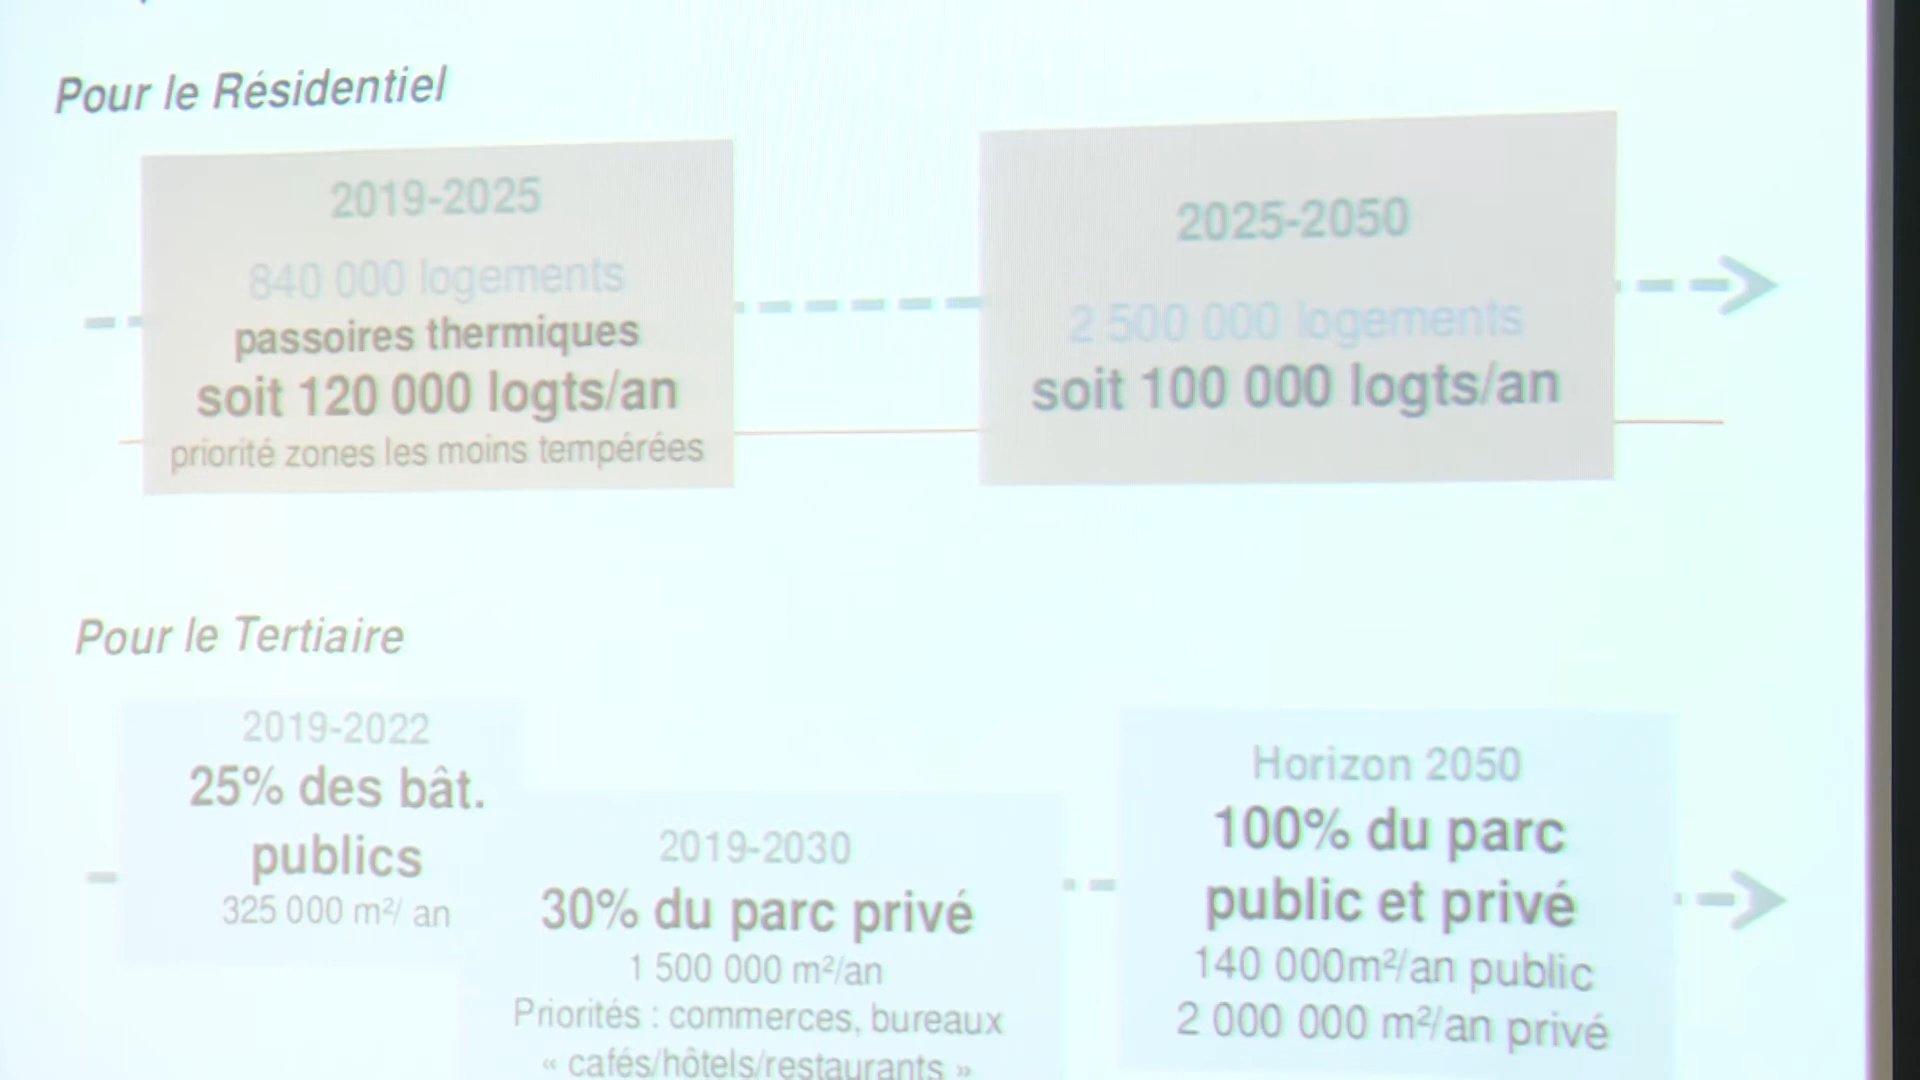 Pour le Résidentiel
2019-2025
840 000 logements
passoires thermiques
soit 120 000 logts/an
priorité zones les moins tempérées
2025-2050
2 500 000 logements
soit 100 000 logts/an
Pour le Tertiaire
2019-2022
25% des bât.
publics
325 000 m²/ an
2019-2030
30% du parc privé
1 500 000 m²/an
Priorités : commerces, bureaux
« cafés/hôtels/restaurants »
Horizon 2050
100% du parc
public et privé
140 000m²/an public
2 000 000 m²/an privé